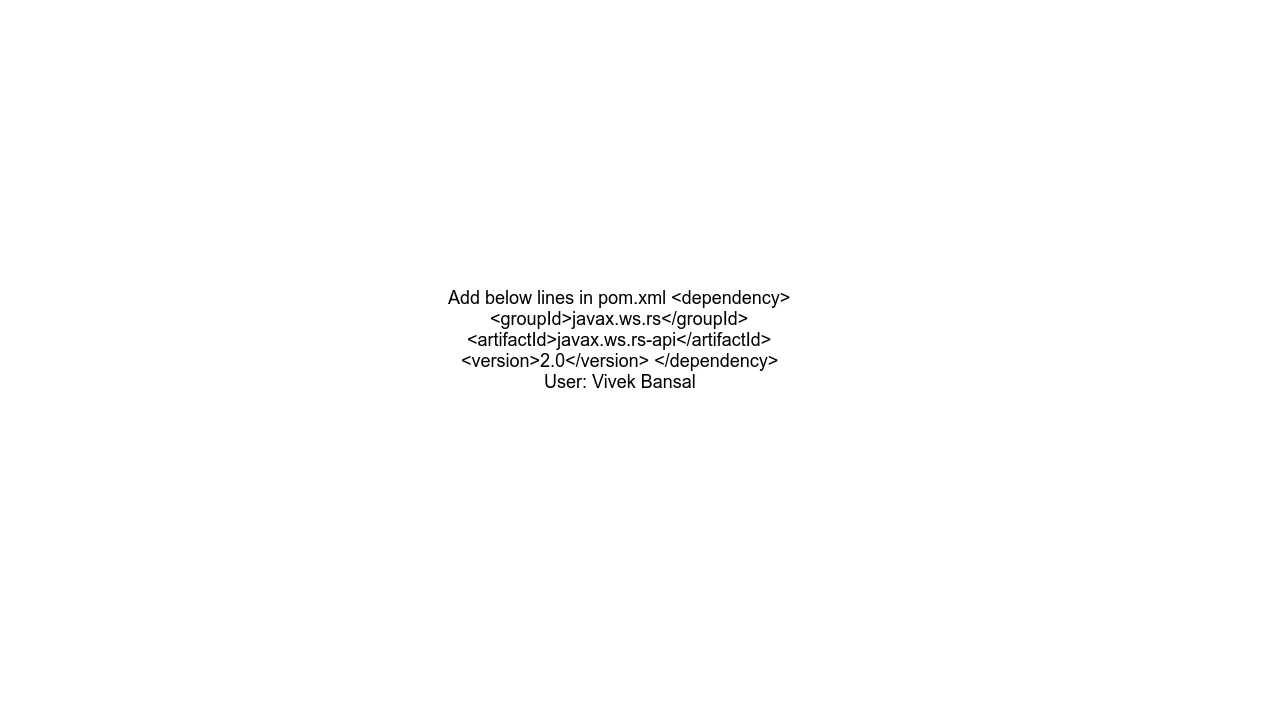 Add below lines in pom.xml <dependency>
<groupId>javax.ws.rs</groupId>
<artifactId>javax.ws.rs-api</artifactId>
<version>2.0</version> </dependency>
User: Vivek Bansal